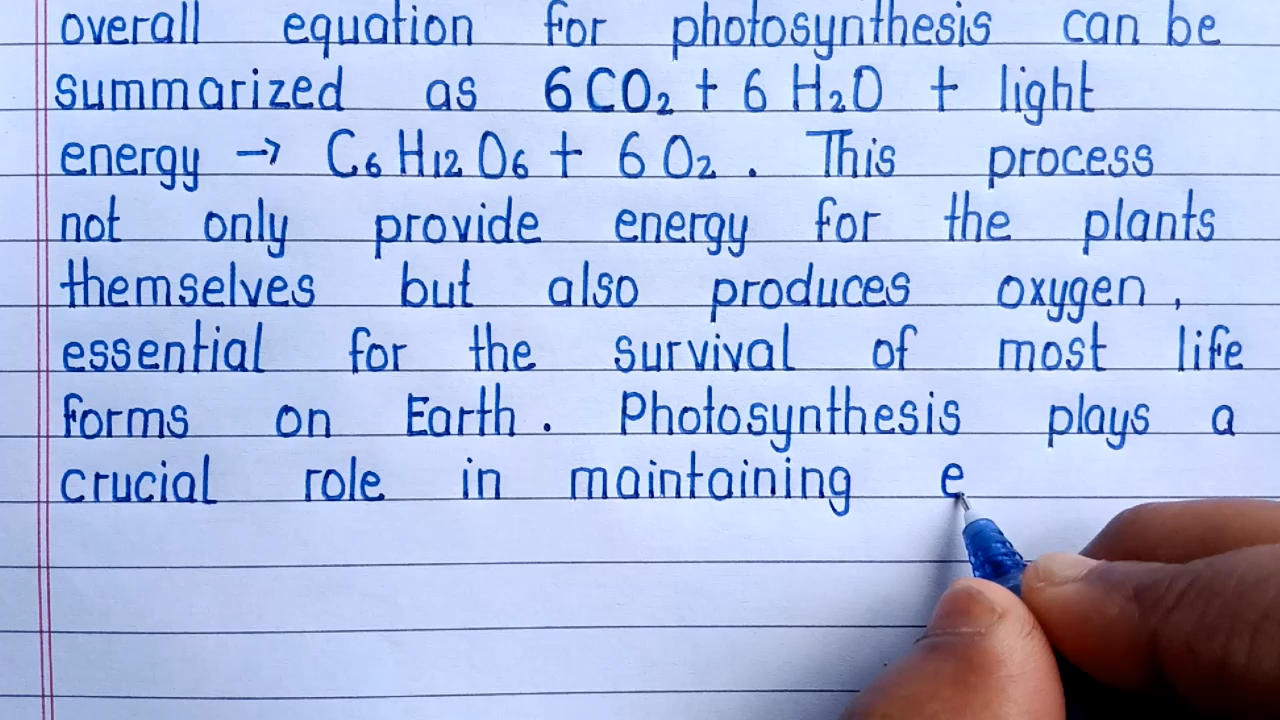 overall equation for photosynthesis can be
summarized as 6CO₂ + 6 H₂O + light
energy → C₆H₁₂O₆ + 6O₂. This process
not only provide energy for the plants
themselves but also produces oxygen,
essential for the survival of most life
forms on Earth. Photosynthesis plays a
crucial role in maintaining e